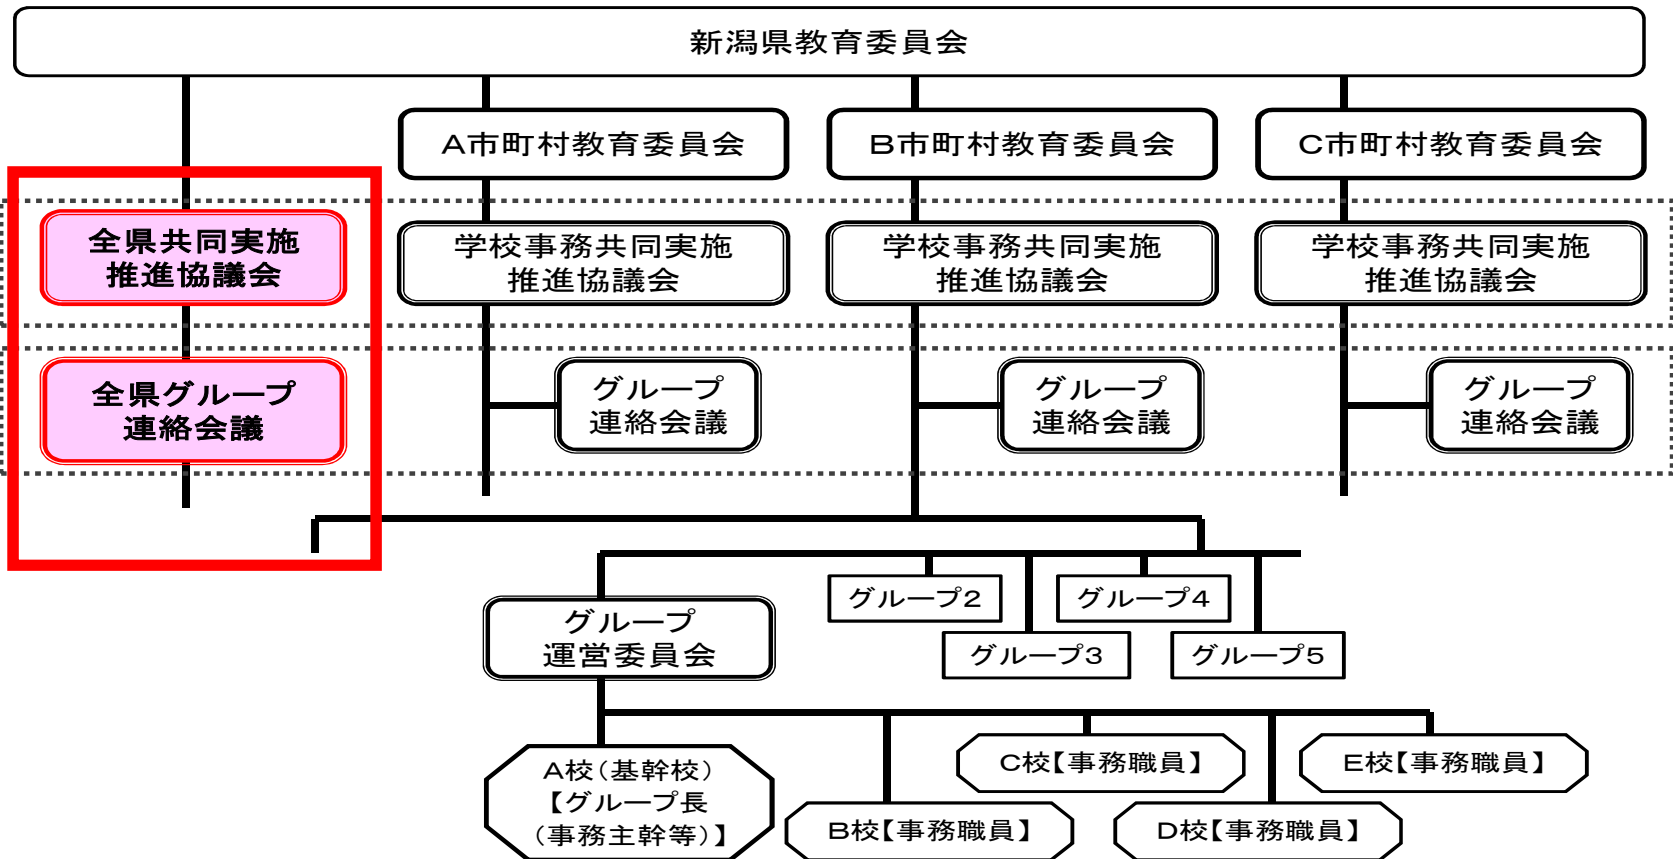 新潟県教育委員会
A市町村教育委員会
B市町村教育委員会
C市町村教育委員会
全県共同実施
推進協議会
学校事務共同実施
推進協議会
学校事務共同実施
推進協議会
学校事務共同実施
推進協議会
全県グループ
連絡会議
グループ
連絡会議
グループ
連絡会議
グループ
連絡会議
グループ
運営委員会
グループ2
グループ3
グループ4
グループ5
A校(基幹校)
【グループ長
(事務主幹等)】
B校【事務職員】
C校【事務職員】
D校【事務職員】
E校【事務職員】